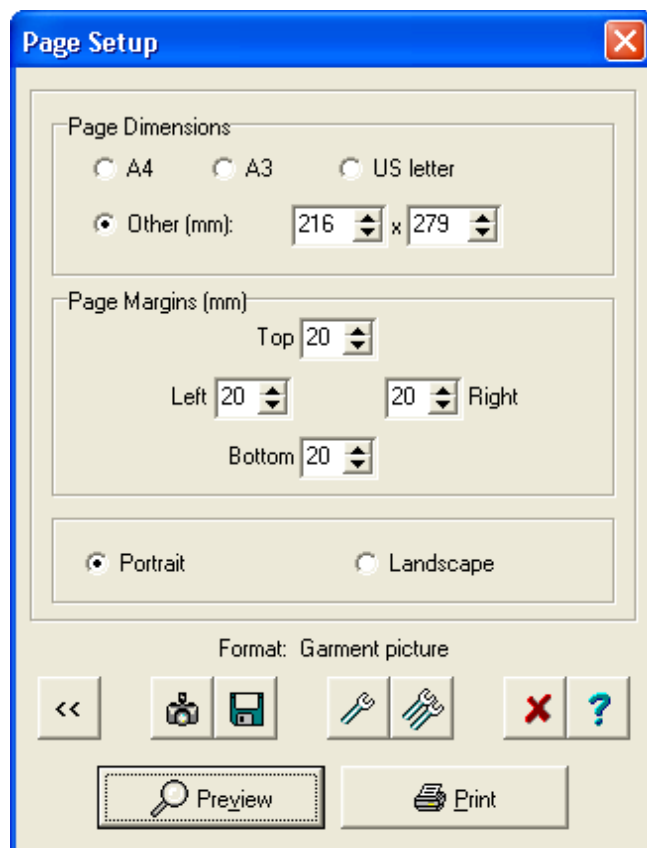 Page Setup
Page Dimensions
A4 A3 US letter
Other (mm): 216 x 279
Page Margins (mm)
Top 20
Left 20 20 Right
Bottom 20
Portrait Landscape
Format: Garment picture
<< ?
Preview Print